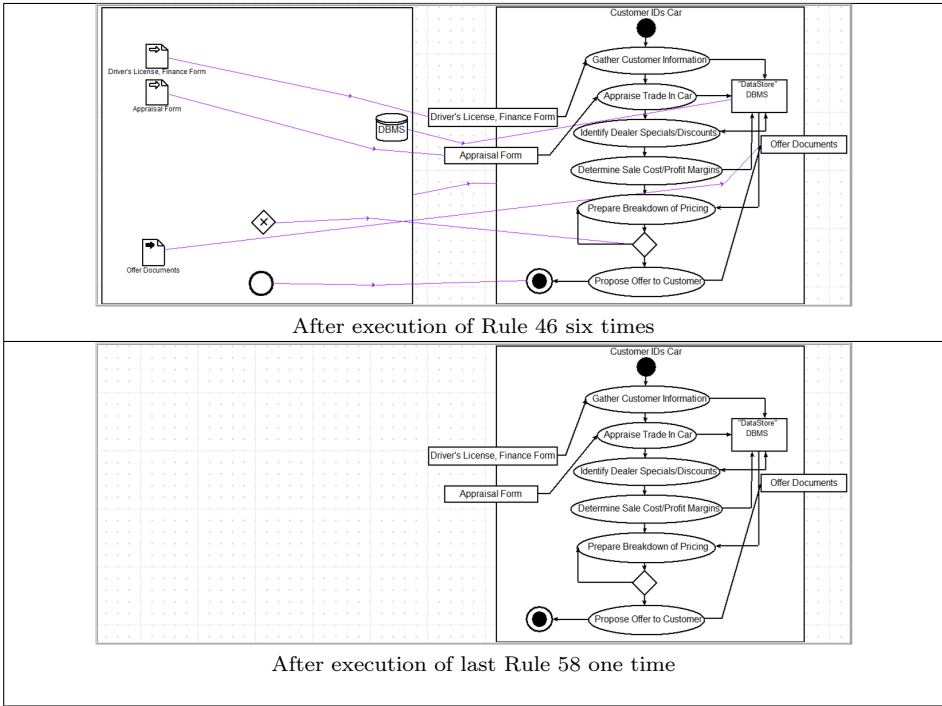 Customer IDs Car
Gather Customer Information
Driver's License, Finance Form
"DataStore"
DBMS
Appraise Trade In Car
Appraisal Form
Driver's License, Finance Form
DBMS
Identify Dealer Specials/Discounts
Offer Documents
Appraisal Form
Determine Sale Cost/Profit Margins
Prepare Breakdown of Pricing
Offer Documents
Propose Offer to Customer
After execution of Rule 46 six times
Customer IDs Car
Gather Customer Information
"DataStore"
DBMS
Appraise Trade In Car
Driver's License, Finance Form
Identify Dealer Specials/Discounts
Offer Documents
Appraisal Form
Determine Sale Cost/Profit Margins
Prepare Breakdown of Pricing
Propose Offer to Customer
After execution of last Rule 58 one time